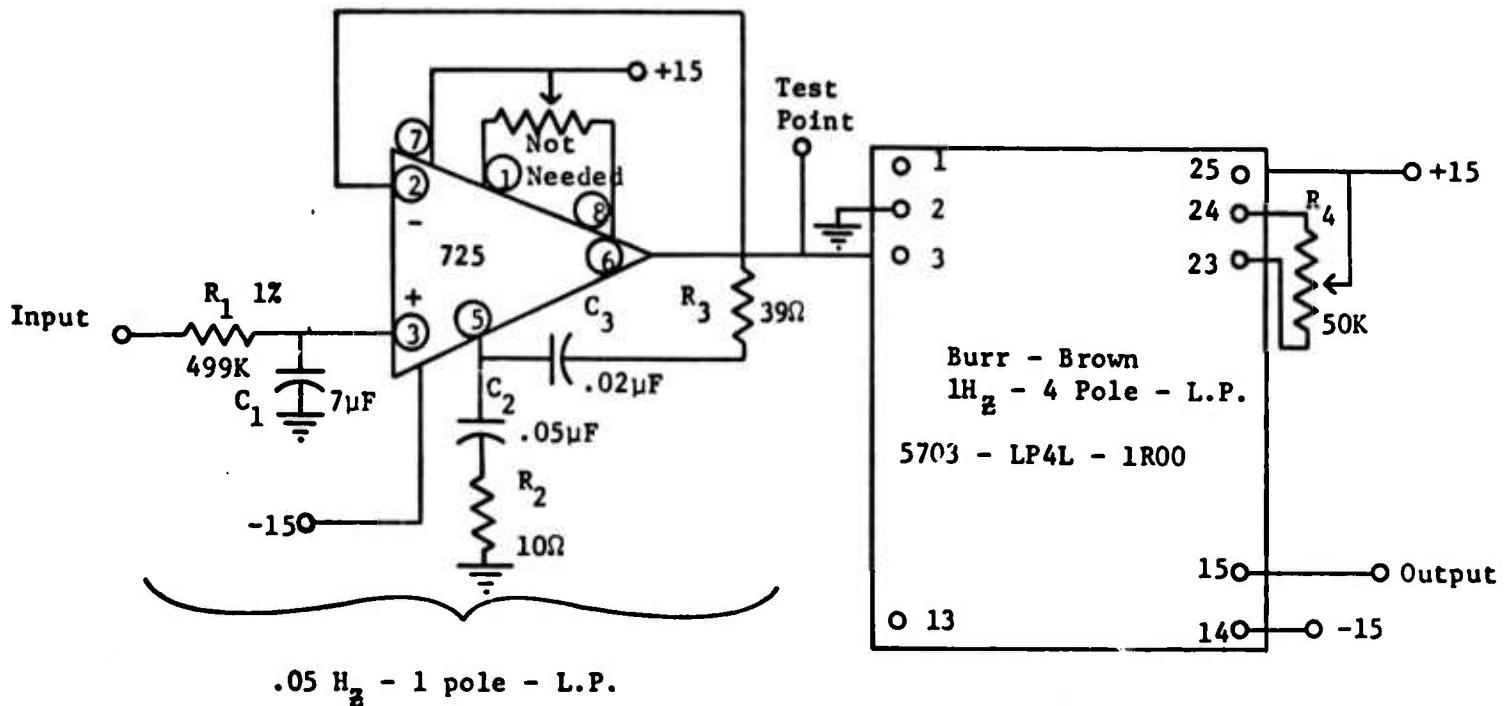 +15
Test
Point
7
Not
Needed
1
2
-
8
725
6
+
3
5
Input
R1 1%
499K
C1
7µF
C3
.02µF
R3
39Ω
C2
.05µF
R2
10Ω
-15
.05 Hz - 1 pole - L.P.
1
2
3
13
25
24
23
15
14
+15
R4
50K
Burr - Brown
1Hz - 4 Pole - L.P.
5703 - LP4L - 1R00
Output
-15